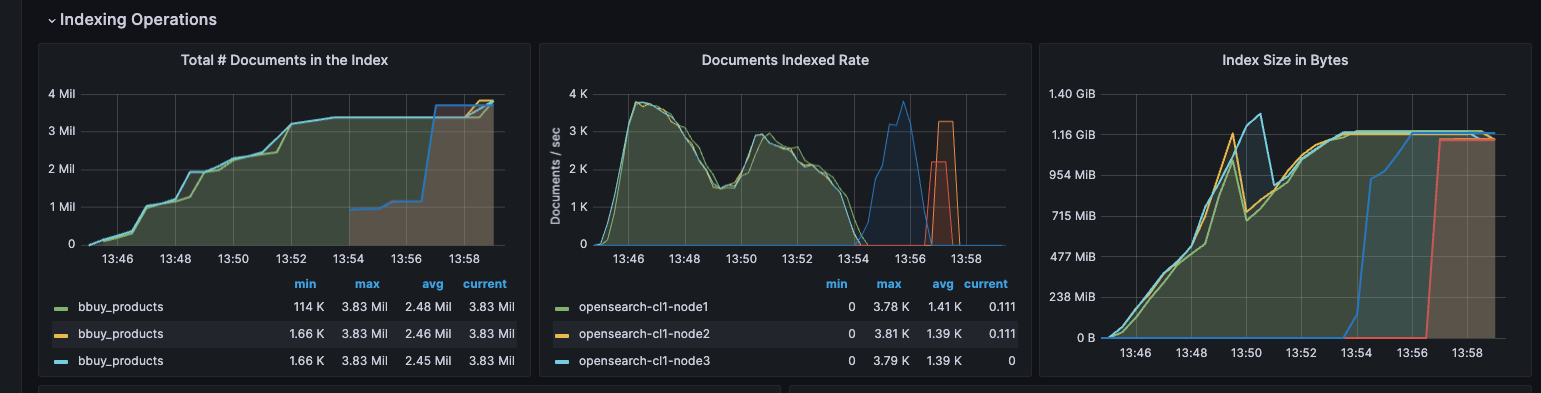 Indexing Operations
Total # Documents in the Index
4 Mil
3 Mil
2 Mil
1 Mil
0
13:46 13:48 13:50 13:52 13:54 13:56 13:58
min max avg current
bbuy_products 114 K 3.83 Mil 2.48 Mil 3.83 Mil
bbuy_products 1.66 K 3.83 Mil 2.46 Mil 3.83 Mil
bbuy_products 1.66 K 3.83 Mil 2.45 Mil 3.83 Mil
Documents Indexed Rate
Documents / sec
4 K
3 K
2 K
1 K
0
13:46 13:48 13:50 13:52 13:54 13:56 13:58
min max avg current
opensearch-cl1-node1 0 3.78 K 1.41 K 0.111
opensearch-cl1-node2 0 3.81 K 1.39 K 0.111
opensearch-cl1-node3 0 3.79 K 1.39 K 0
Index Size in Bytes
1.40 GiB
1.16 GiB
954 MiB
715 MiB
477 MiB
238 MiB
0 B
13:46 13:48 13:50 13:52 13:54 13:56 13:58